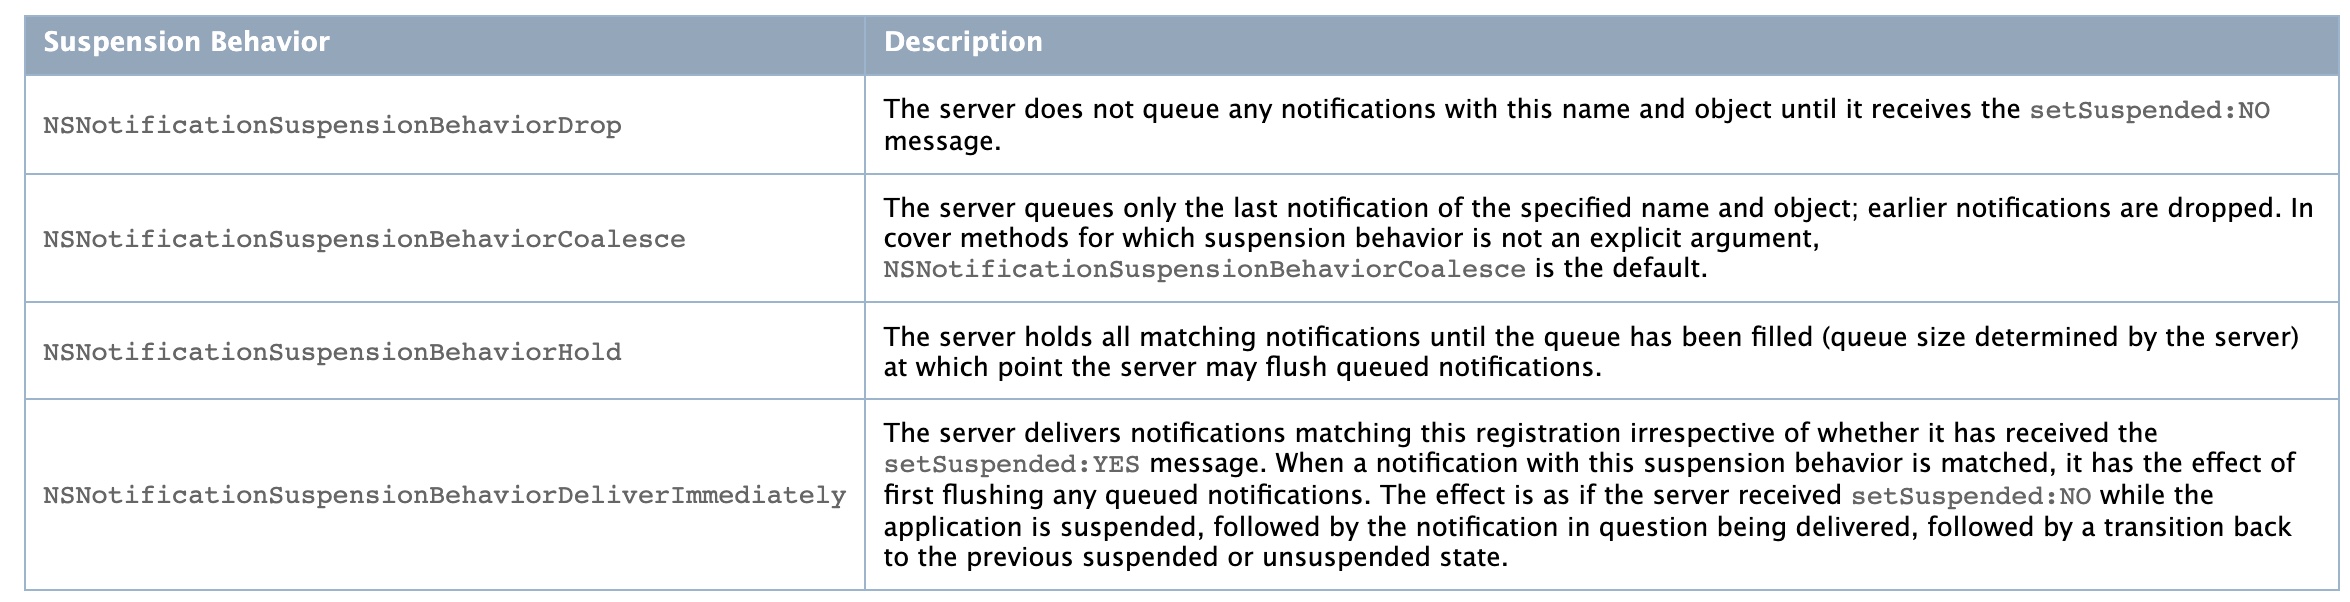 Suspension Behavior
Description
NSNotificationSuspensionBehaviorDrop
The server does not queue any notifications with this name and object until it receives the setSuspended:NO
message.
NSNotificationSuspensionBehaviorCoalesce
The server queues only the last notification of the specified name and object; earlier notifications are dropped. In
cover methods for which suspension behavior is not an explicit argument,
NSNotificationSuspensionBehaviorCoalesce is the default.
NSNotificationSuspensionBehaviorHold
The server holds all matching notifications until the queue has been filled (queue size determined by the server)
at which point the server may flush queued notifications.
NSNotificationSuspensionBehaviorDeliverImmediately
The server delivers notifications matching this registration irrespective of whether it has received the
setSuspended:YES message. When a notification with this suspension behavior is matched, it has the effect of
first flushing any queued notifications. The effect is as if the server received setSuspended:NO while the
application is suspended, followed by the notification in question being delivered, followed by a transition back
to the previous suspended or unsuspended state.